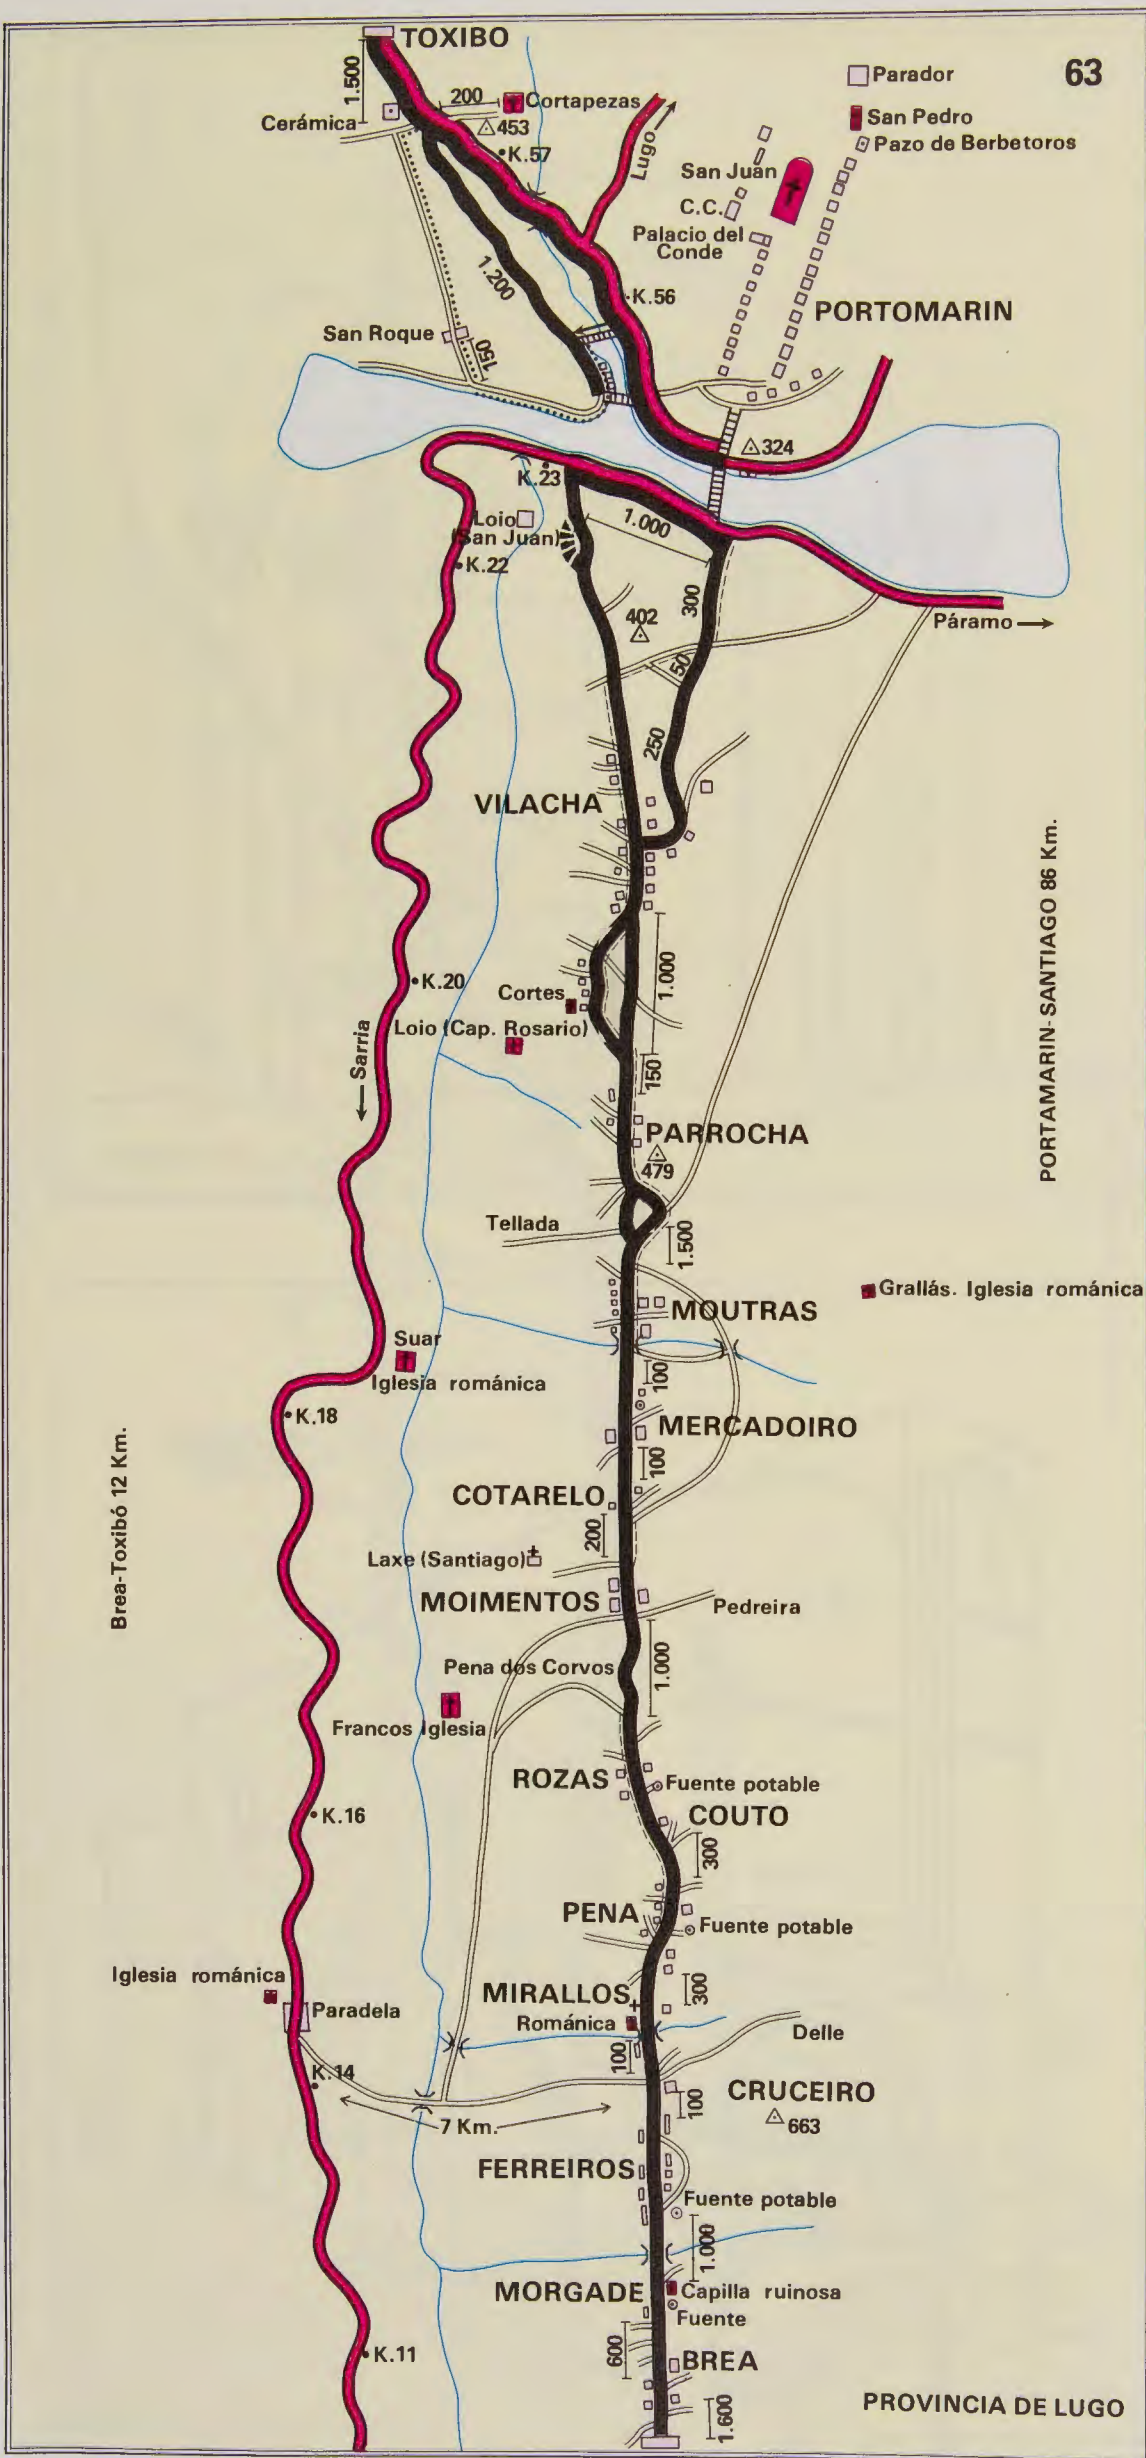 TOXIBO
63
Parador
1.500
200
Cortapezas
San Pedro
Cerámica
453
Pazo de Berbetoros
K.57
Lugo
San Juan
C.C.
Palacio del
Conde
1.200
K.56
PORTOMARIN
San Roque
150
324
K.23
Loio
(San Juan)
1.000
K.22
300
402
Páramo
50
250
VILACHA
PORTAMARIN-SANTIAGO 86 Km.
K.20
1.000
Cortes
Loio (Cap. Rosario)
Sarria
150
PARROCHA
479
Tellada
1.500
Grallás. Iglesia románica
MOUTRAS
Suar
Iglesia románica
100
K.18
MERCADOIRO
Brea-Toxibó 12 Km.
100
COTARELO
200
Laxe (Santiago)
MOIMENTOS
Pedreira
1.000
Pena dos Corvos
Francos Iglesia
ROZAS
Fuente potable
K.16
COUTO
300
PENA
Fuente potable
Iglesia románica
MIRALLOS
300
Paradela
Románica
Delle
100
K.14
CRUCEIRO
100
663
7 Km.
FERREIROS
Fuente potable
1.000
MORGADE
Capilla ruinosa
Fuente
600
K.11
BREA
1.600
PROVINCIA DE LUGO